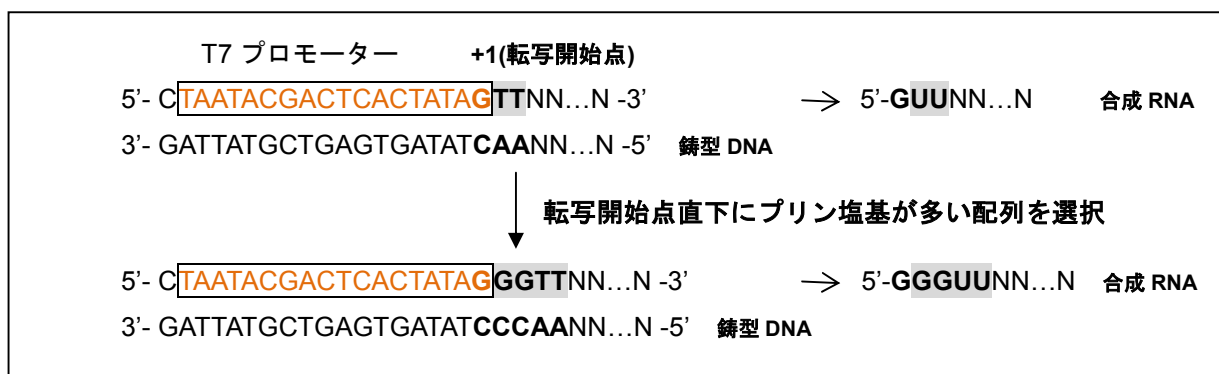 T7 プロモーター +1(転写開始点)
5’- CTAATACGACTCACTATAGTTNN…N -3’ → 5’-GUUNN…N 合成 RNA
3’- GATTATGCTGAGTGATATCAANN…N -5’ 鋳型 DNA
転写開始点直下にプリン塩基が多い配列を選択
5’- CTAATACGACTCACTATAGGGTTNN…N -3’ → 5’-GGGUUNN…N 合成 RNA
3’- GATTATGCTGAGTGATATCCCAANN…N -5’ 鋳型 DNA